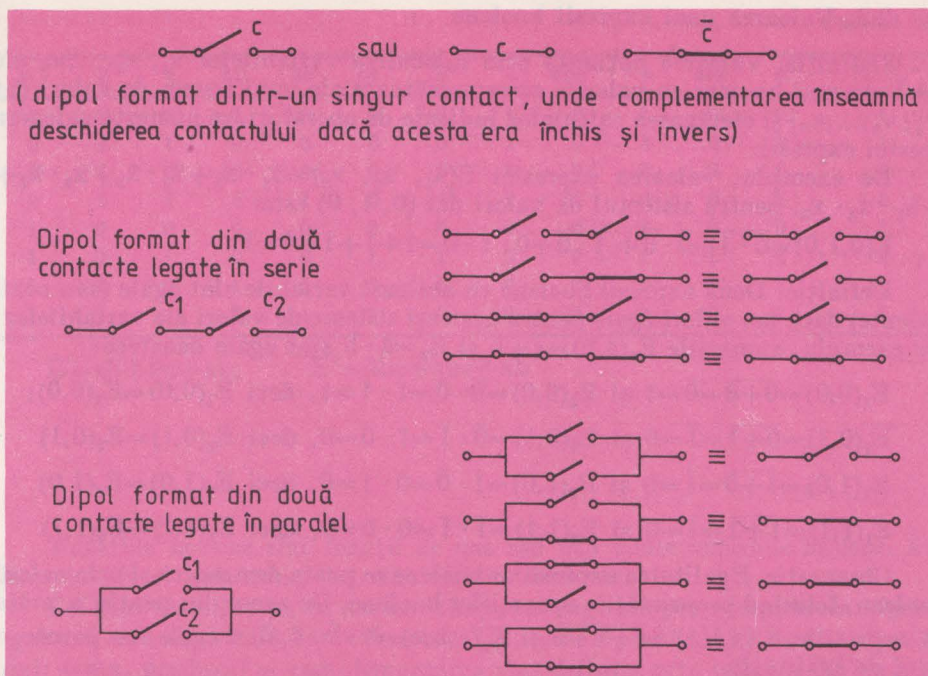 c sau c c̅
( dipol format dintr-un singur contact, unde complementarea înseamnă
deschiderea contactului dacă acesta era închis și invers)
Dipol format din două
contacte legate în serie
c₁ c₂
≡
≡
≡
≡
Dipol format din două
contacte legate în paralel
c₁
c₂
≡
≡
≡
≡